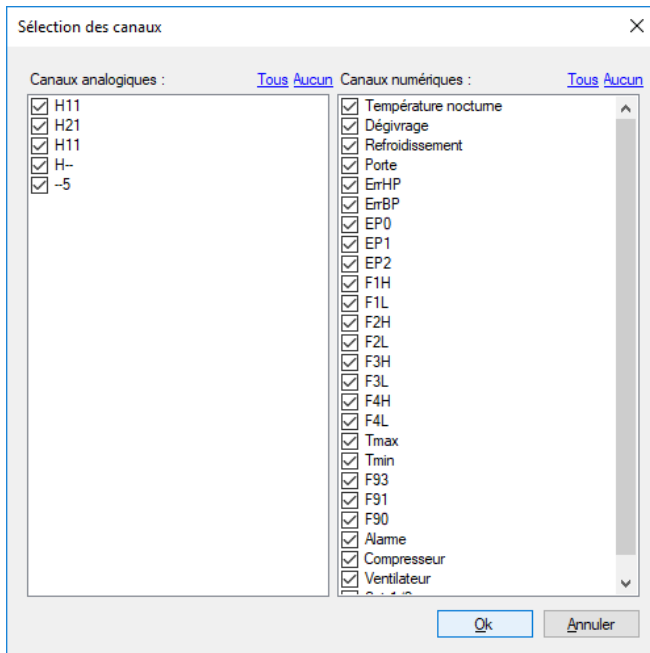 Sélection des canaux
Canaux analogiques : Tous Aucun
H11
H21
H11
H--
--5
Canaux numériques : Tous Aucun
Température nocturne
Dégivrage
Refroidissement
Porte
ErrHP
ErrBP
EP0
EP1
EP2
F1H
F1L
F2H
F2L
F3H
F3L
F4H
F4L
Tmax
Tmin
F93
F91
F90
Alarme
Compresseur
Ventilateur
Ok Annuler